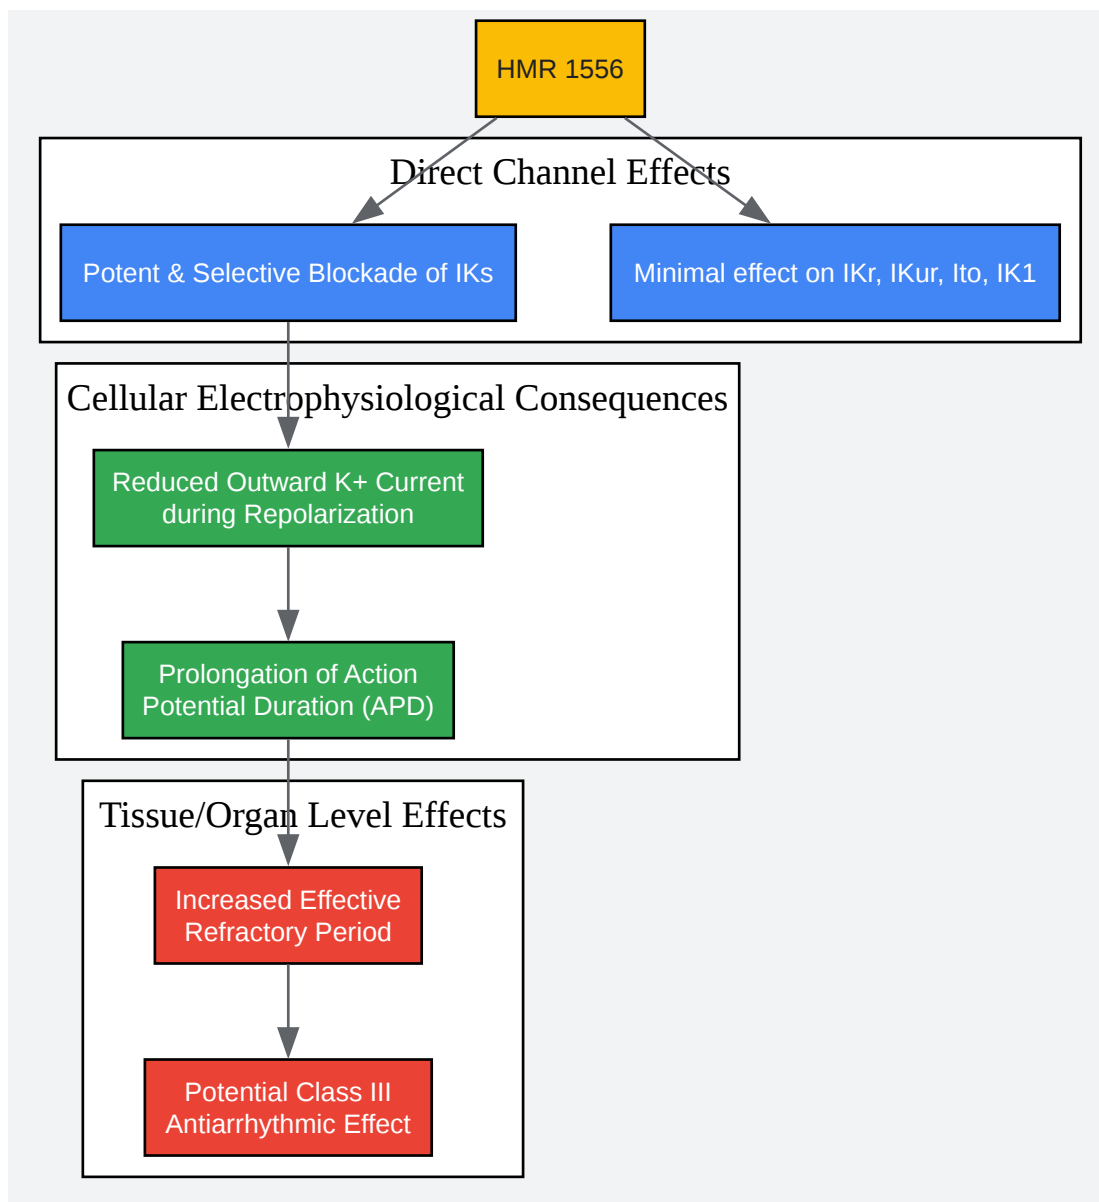 HMR 1556
Direct Channel Effects
Potent & Selective Blockade of IKs
Minimal effect on IKr, IKur, Ito, IK1
Cellular Electrophysiological Consequences
Reduced Outward K+ Current
during Repolarization
Prolongation of Action
Potential Duration (APD)
Tissue/Organ Level Effects
Increased Effective
Refractory Period
Potential Class III
Antiarrhythmic Effect